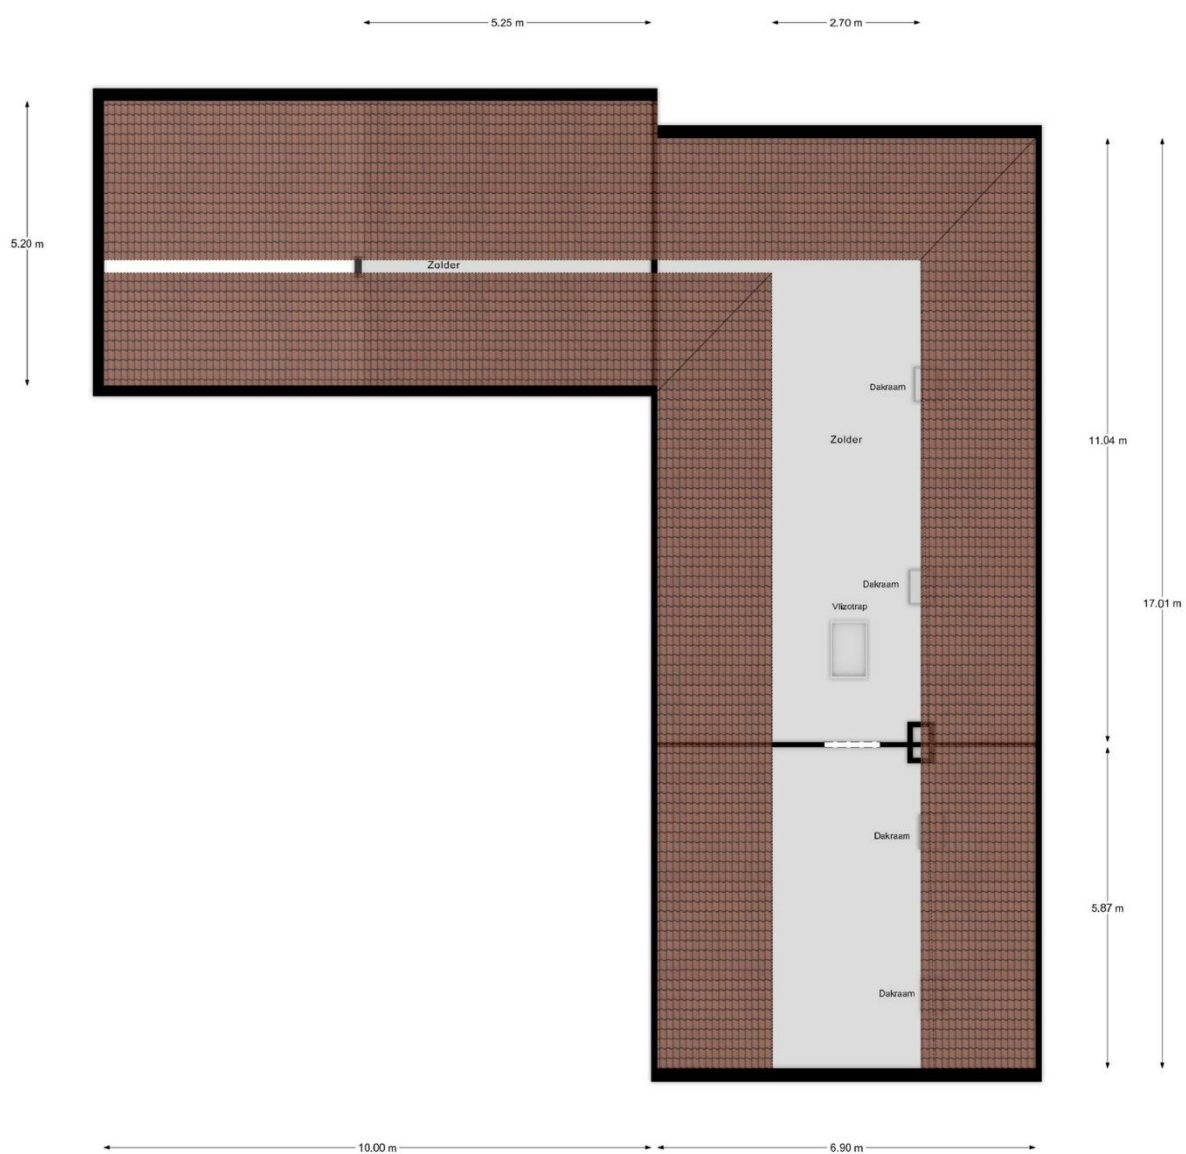 5.25 m
2.70 m
5.20 m
Zolder
Dakraam
Zolder
11.04 m
Dakraam
Vlizotrap
17.01 m
Dakraam
5.87 m
Dakraam
10.00 m
6.90 m